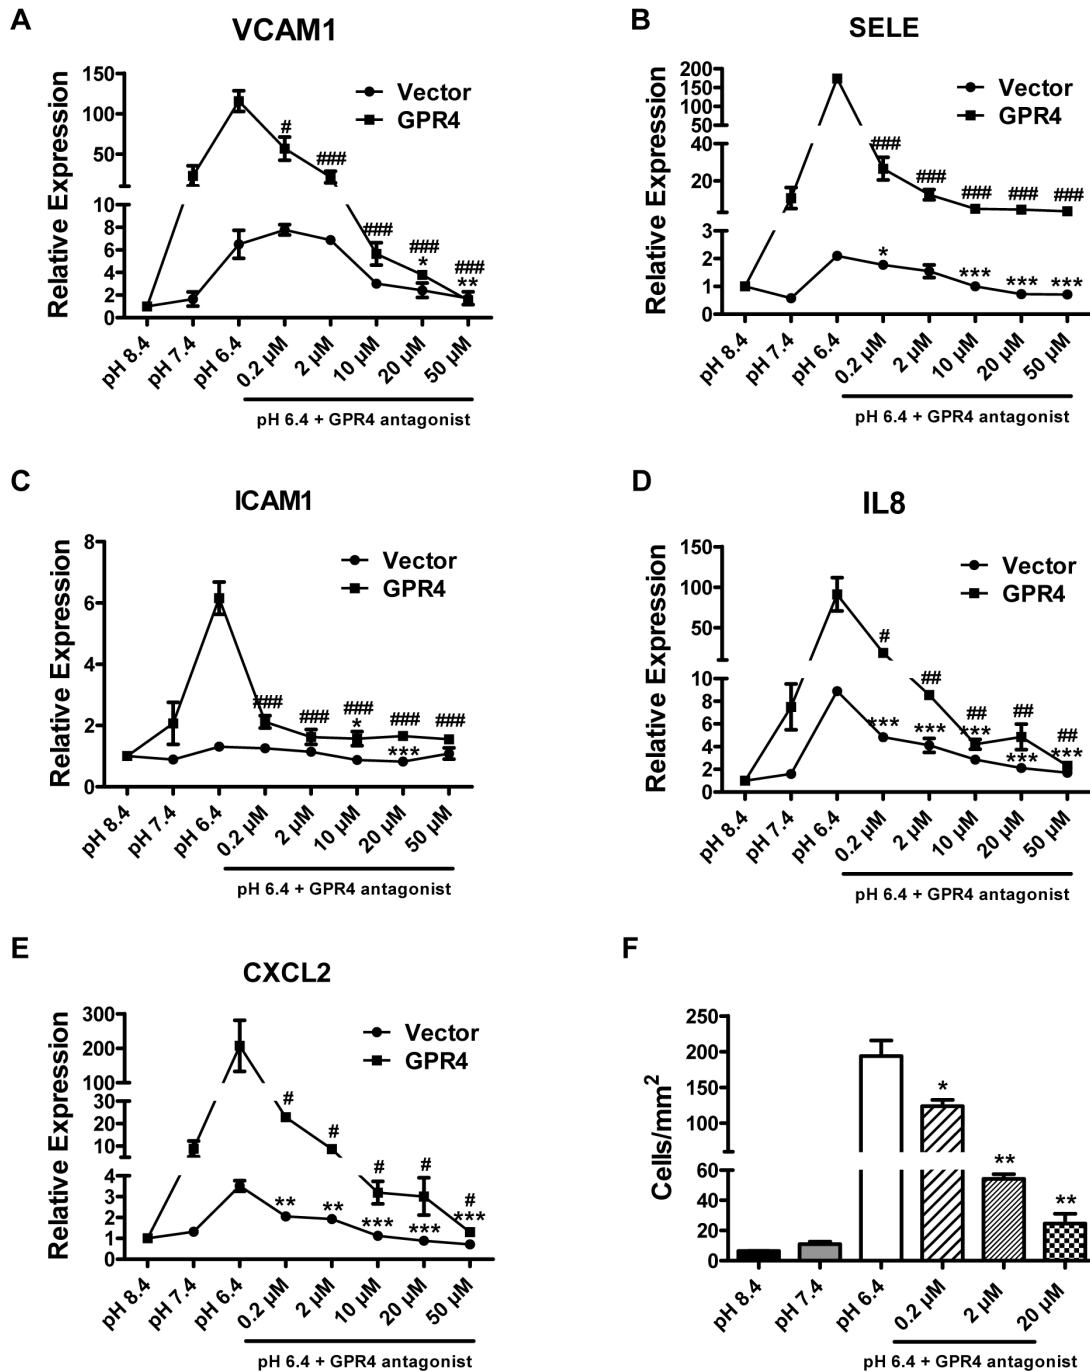 A
VCAM1
Relative Expression
150
100
50
10
8
6
4
2
0
Vector
GPR4
#
###
###
###
*
###
**
pH 8.4
pH 7.4
pH 6.4
0.2 µM
2 µM
10 µM
20 µM
50 µM
pH 6.4 + GPR4 antagonist
B
SELE
Relative Expression
200
150
100
50
40
20
3
2
1
0
Vector
GPR4
###
###
###
###
###
*
***
***
***
pH 8.4
pH 7.4
pH 6.4
0.2 µM
2 µM
10 µM
20 µM
50 µM
pH 6.4 + GPR4 antagonist
C
ICAM1
Relative Expression
8
6
4
2
0
Vector
GPR4
###
###
###
*
###
***
###
pH 8.4
pH 7.4
pH 6.4
0.2 µM
2 µM
10 µM
20 µM
50 µM
pH 6.4 + GPR4 antagonist
D
IL8
Relative Expression
150
100
50
10
8
6
4
2
0
Vector
GPR4
#
***
##
***
##
***
##
***
##
***
pH 8.4
pH 7.4
pH 6.4
0.2 µM
2 µM
10 µM
20 µM
50 µM
pH 6.4 + GPR4 antagonist
E
CXCL2
Relative Expression
300
200
100
30
20
10
4
3
2
1
0
Vector
GPR4
#
**
#
**
#
***
#
***
#
***
pH 8.4
pH 7.4
pH 6.4
0.2 µM
2 µM
10 µM
20 µM
50 µM
pH 6.4 + GPR4 antagonist
F
Cells/mm²
250
200
150
100
60
40
20
0
*
**
**
pH 8.4
pH 7.4
pH 6.4
0.2 µM
2 µM
20 µM
pH 6.4 + GPR4 antagonist